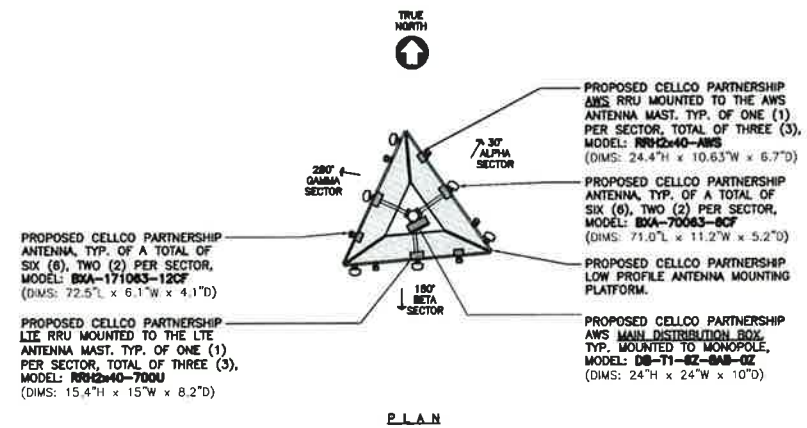 TRUE
NORTH
PROPOSED CELLCO PARTNERSHIP
AWS RRU MOUNTED TO THE AWS
ANTENNA MAST. TYP. OF ONE (1)
PER SECTOR, TOTAL OF THREE (3),
MODEL: RRH2x40-AWS
(DIMS: 24.4"H x 10.63"W x 6.7"D)
30°
ALPHA
SECTOR
280°
GAMMA
SECTOR
PROPOSED CELLCO PARTNERSHIP
ANTENNA, TYP. OF A TOTAL OF
SIX (6), TWO (2) PER SECTOR,
MODEL: BXA-70063-6CF
(DIMS: 71.0"L x 11.2"W x 5.2"D)
PROPOSED CELLCO PARTNERSHIP
ANTENNA, TYP. OF A TOTAL OF
SIX (6), TWO (2) PER SECTOR,
MODEL: BXA-171063-12CF
(DIMS: 72.5"L x 6.1"W x 4.1"D)
PROPOSED CELLCO PARTNERSHIP
LOW PROFILE ANTENNA MOUNTING
PLATFORM.
180°
BETA
SECTOR
PROPOSED CELLCO PARTNERSHIP
LTE RRU MOUNTED TO THE LTE
ANTENNA MAST. TYP. OF ONE (1)
PER SECTOR, TOTAL OF THREE (3),
MODEL: RRH2x40-700U
(DIMS: 15.4"H x 15"W x 8.2"D)
PROPOSED CELLCO PARTNERSHIP
AWS MAIN DISTRIBUTION BOX,
TYP. MOUNTED TO MONOPOLE,
MODEL: DB-T1-6Z-8AB-0Z
(DIMS: 24"H x 24"W x 10"D)
PLAN